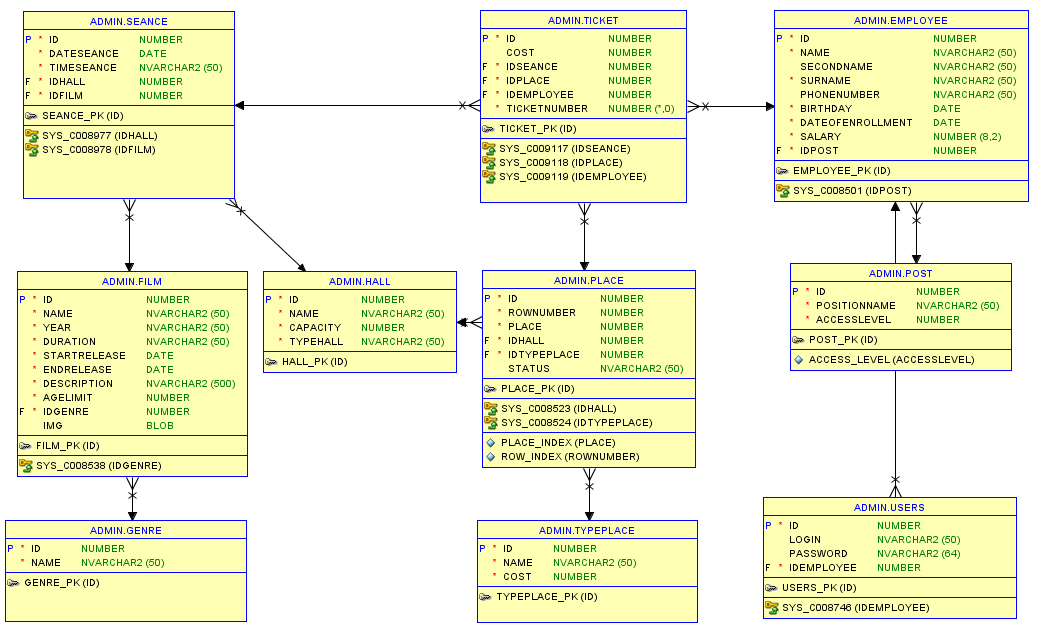 ADMIN.SEANCE
P * ID NUMBER
* DATESEANCE DATE
* TIMESEANCE NVARCHAR2 (50)
F * IDHALL NUMBER
F * IDFILM NUMBER
SEANCE_PK (ID)
SYS_C008977 (IDHALL)
SYS_C008978 (IDFILM)
ADMIN.TICKET
P * ID NUMBER
COST NUMBER
F * IDSEANCE NUMBER
F * IDPLACE NUMBER
F * IDEMPLOYEE NUMBER
* TICKETNUMBER NUMBER (*,0)
TICKET_PK (ID)
SYS_C009117 (IDSEANCE)
SYS_C009118 (IDPLACE)
SYS_C009119 (IDEMPLOYEE)
ADMIN.EMPLOYEE
P * ID NUMBER
* NAME NVARCHAR2 (50)
SECONDNAME NVARCHAR2 (50)
* SURNAME NVARCHAR2 (50)
PHONENUMBER NVARCHAR2 (50)
* BIRTHDAY DATE
* DATEOFENROLLMENT DATE
* SALARY NUMBER (8,2)
F * IDPOST NUMBER
EMPLOYEE_PK (ID)
SYS_C008501 (IDPOST)
ADMIN.FILM
P * ID NUMBER
* NAME NVARCHAR2 (50)
* YEAR NVARCHAR2 (50)
* DURATION NVARCHAR2 (50)
* STARTRELEASE DATE
* ENDRELEASE DATE
* DESCRIPTION NVARCHAR2 (500)
* AGELIMIT NUMBER
F * IDGENRE NUMBER
IMG BLOB
FILM_PK (ID)
SYS_C008538 (IDGENRE)
ADMIN.HALL
P * ID NUMBER
* NAME NVARCHAR2 (50)
* CAPACITY NUMBER
* TYPEHALL NVARCHAR2 (50)
HALL_PK (ID)
ADMIN.PLACE
P * ID NUMBER
* ROWNUMBER NUMBER
* PLACE NUMBER
F * IDHALL NUMBER
F * IDTYPEPLACE NUMBER
STATUS NVARCHAR2 (50)
PLACE_PK (ID)
SYS_C008523 (IDHALL)
SYS_C008524 (IDTYPEPLACE)
PLACE_INDEX (PLACE)
ROW_INDEX (ROWNUMBER)
ADMIN.POST
P * ID NUMBER
* POSITIONNAME NVARCHAR2 (50)
* ACCESSLEVEL NUMBER
POST_PK (ID)
ACCESS_LEVEL (ACCESSLEVEL)
ADMIN.GENRE
P * ID NUMBER
* NAME NVARCHAR2 (50)
GENRE_PK (ID)
ADMIN.TYPEPLACE
P * ID NUMBER
* NAME NVARCHAR2 (50)
* COST NUMBER
TYPEPLACE_PK (ID)
ADMIN.USERS
P * ID NUMBER
LOGIN NVARCHAR2 (50)
PASSWORD NVARCHAR2 (64)
F * IDEMPLOYEE NUMBER
USERS_PK (ID)
SYS_C008746 (IDEMPLOYEE)